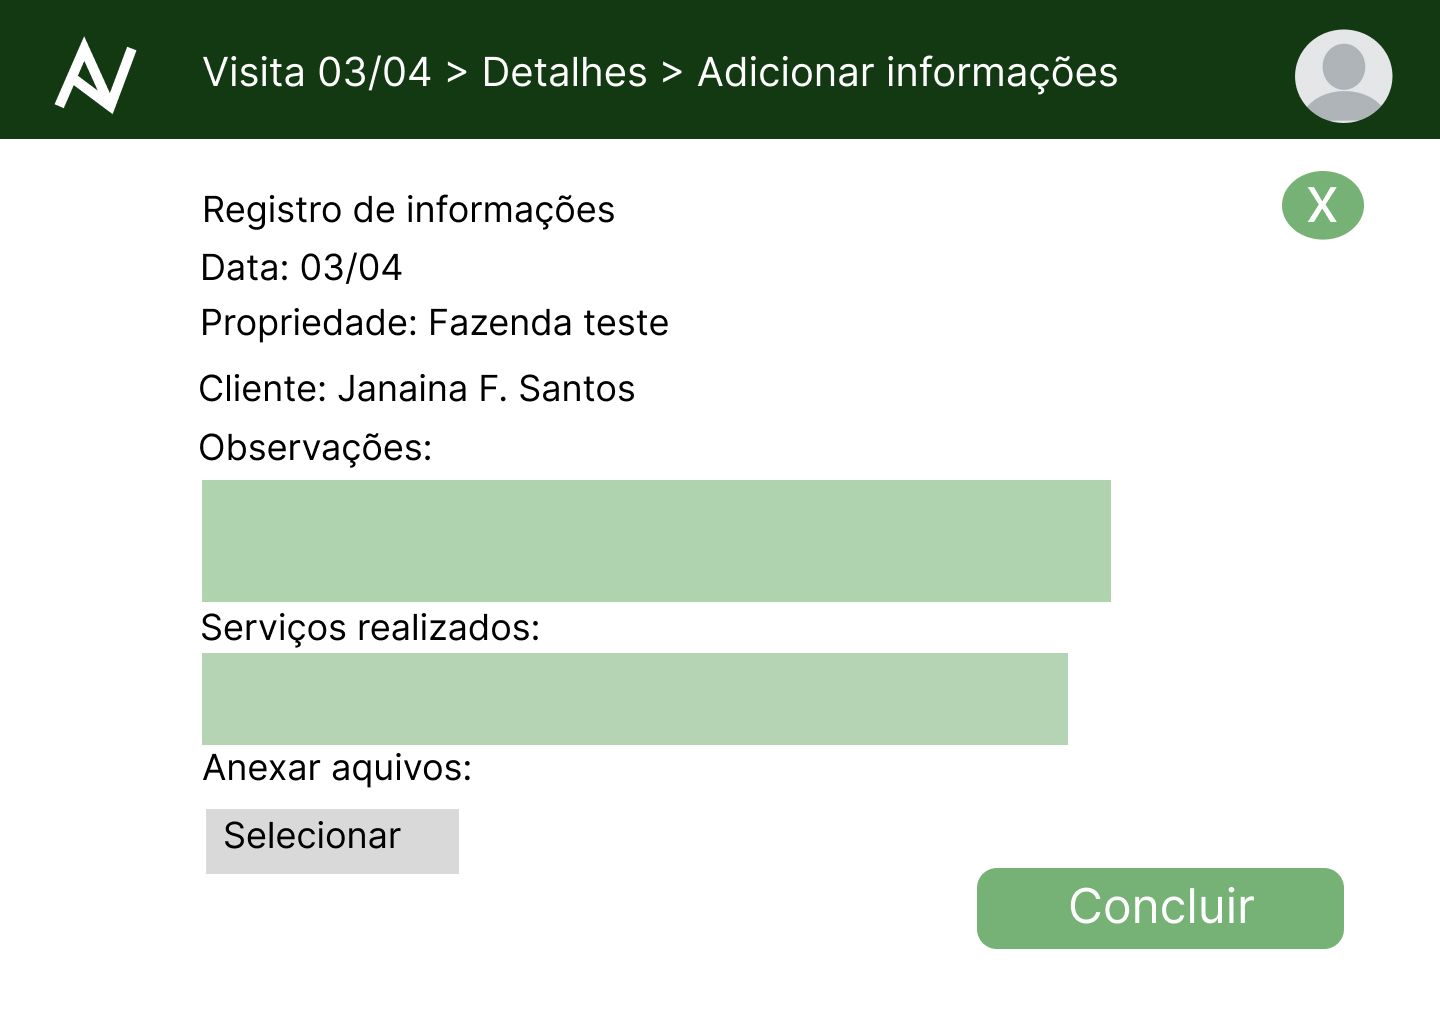 Visita 03/04 > Detalhes > Adicionar informações
X
Registro de informações
Data: 03/04
Propriedade: Fazenda teste
Cliente: Janaina F. Santos
Observações:
Serviços realizados:
Anexar aquivos:
Selecionar
Concluir